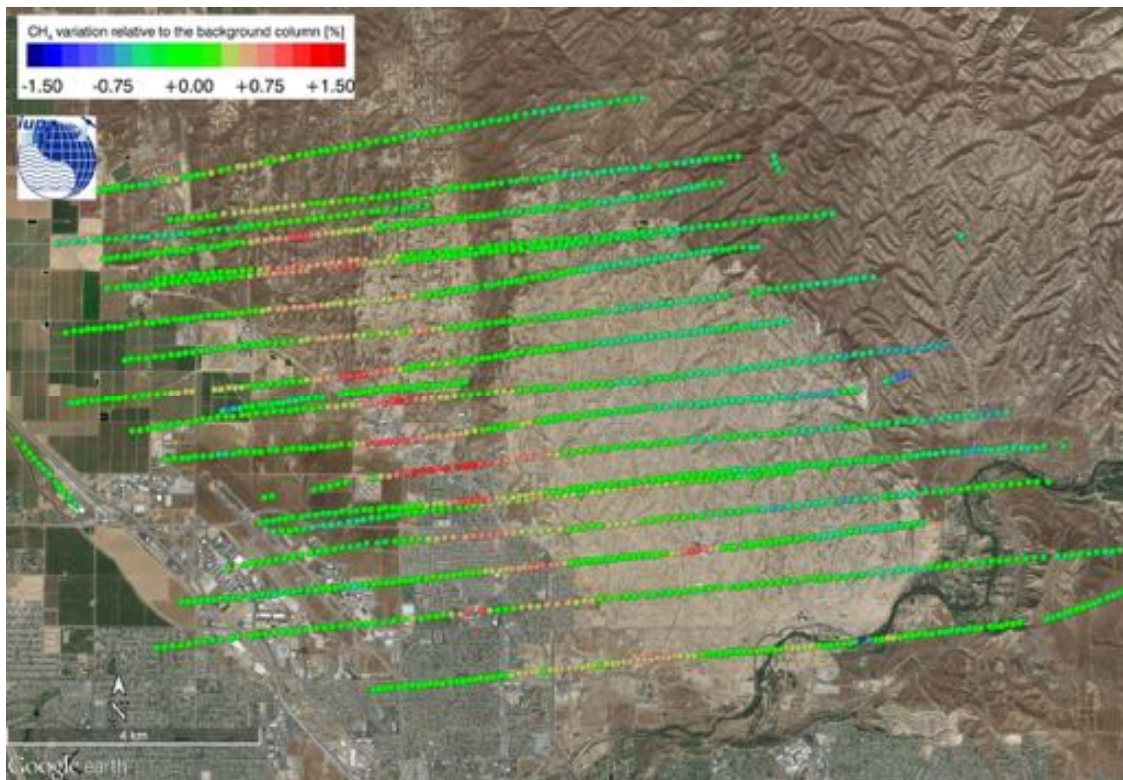 CH₄ variation relative to the background column [%]
-1.50 -0.75 +0.00 +0.75 +1.50
iup
4 km
Google earth